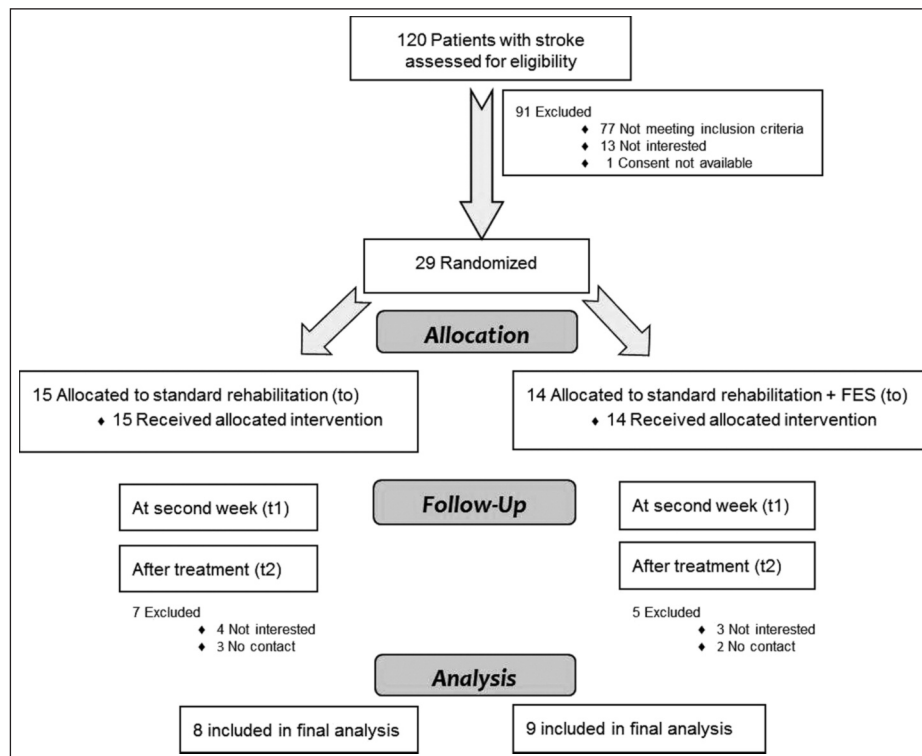 120 Patients with stroke
assessed for eligibility
91 Excluded
♦ 77 Not meeting inclusion criteria
♦ 13 Not interested
♦ 1 Consent not available
29 Randomized
Allocation
15 Allocated to standard rehabilitation (to)
♦ 15 Received allocated intervention
14 Allocated to standard rehabilitation + FES (to)
♦ 14 Received allocated intervention
Follow-Up
At second week (t1)
After treatment (t2)
7 Excluded
♦ 4 Not interested
♦ 3 No contact
At second week (t1)
After treatment (t2)
5 Excluded
♦ 3 Not interested
♦ 2 No contact
Analysis
8 included in final analysis
9 included in final analysis